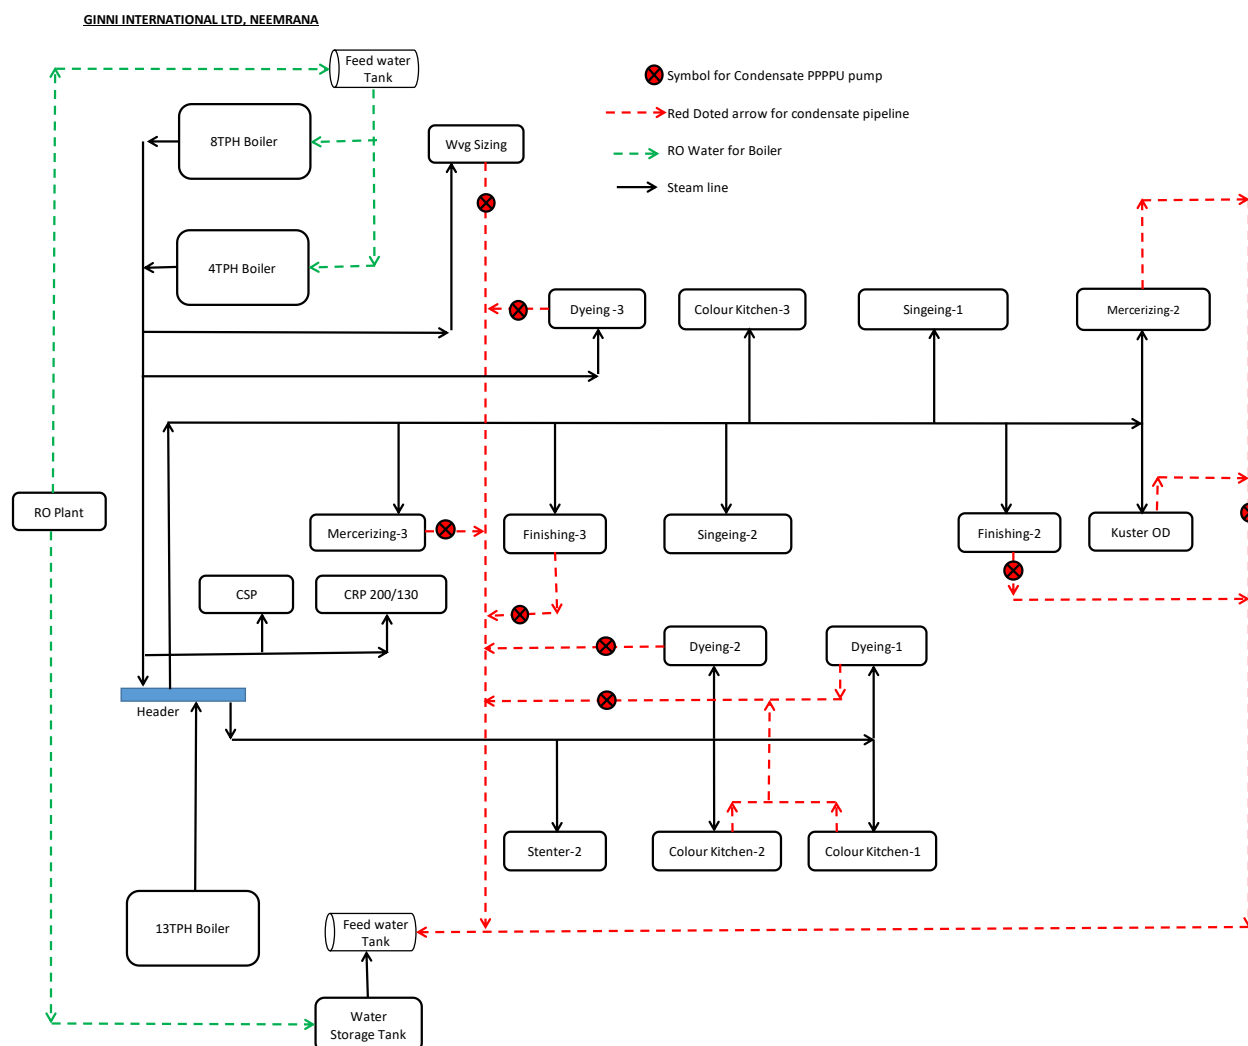 GINNI INTERNATIONAL LTD, NEEMRANA
Feed water
Tank
Symbol for Condensate PPPPU pump
Red Doted arrow for condensate pipeline
8TPH Boiler
Wvg Sizing
RO Water for Boiler
Steam line
4TPH Boiler
Dyeing -3
Colour Kitchen-3
Singeing-1
Mercerizing-2
RO Plant
Mercerizing-3
Finishing-3
Singeing-2
Finishing-2
Kuster OD
CSP
CRP 200/130
Dyeing-2
Dyeing-1
Header
Stenter-2
Colour Kitchen-2
Colour Kitchen-1
13TPH Boiler
Feed water
Tank
Water
Storage Tank